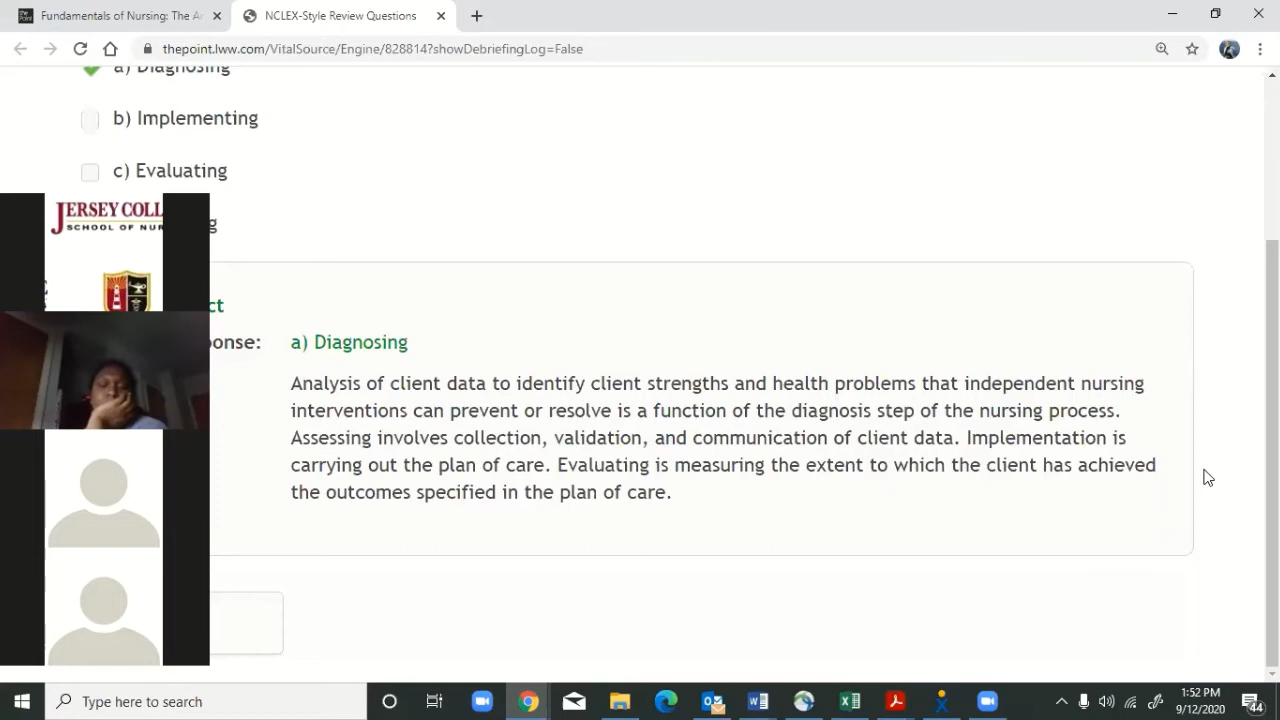 Fundamentals of Nursing: The A
NCLEX-Style Review Questions
thepoint.lww.com/VitalSource/Engine/828814?showDebriefingLog=False
a) Diagnosing
b) Implementing
c) Evaluating
g
JERSEY COLL
SCHOOL OF NUR
ct
onse: a) Diagnosing
Analysis of client data to identify client strengths and health problems that independent nursing
interventions can prevent or resolve is a function of the diagnosis step of the nursing process.
Assessing involves collection, validation, and communication of client data. Implementation is
carrying out the plan of care. Evaluating is measuring the extent to which the client has achieved
the outcomes specified in the plan of care.
Type here to search
1:52 PM
9/12/2020
44